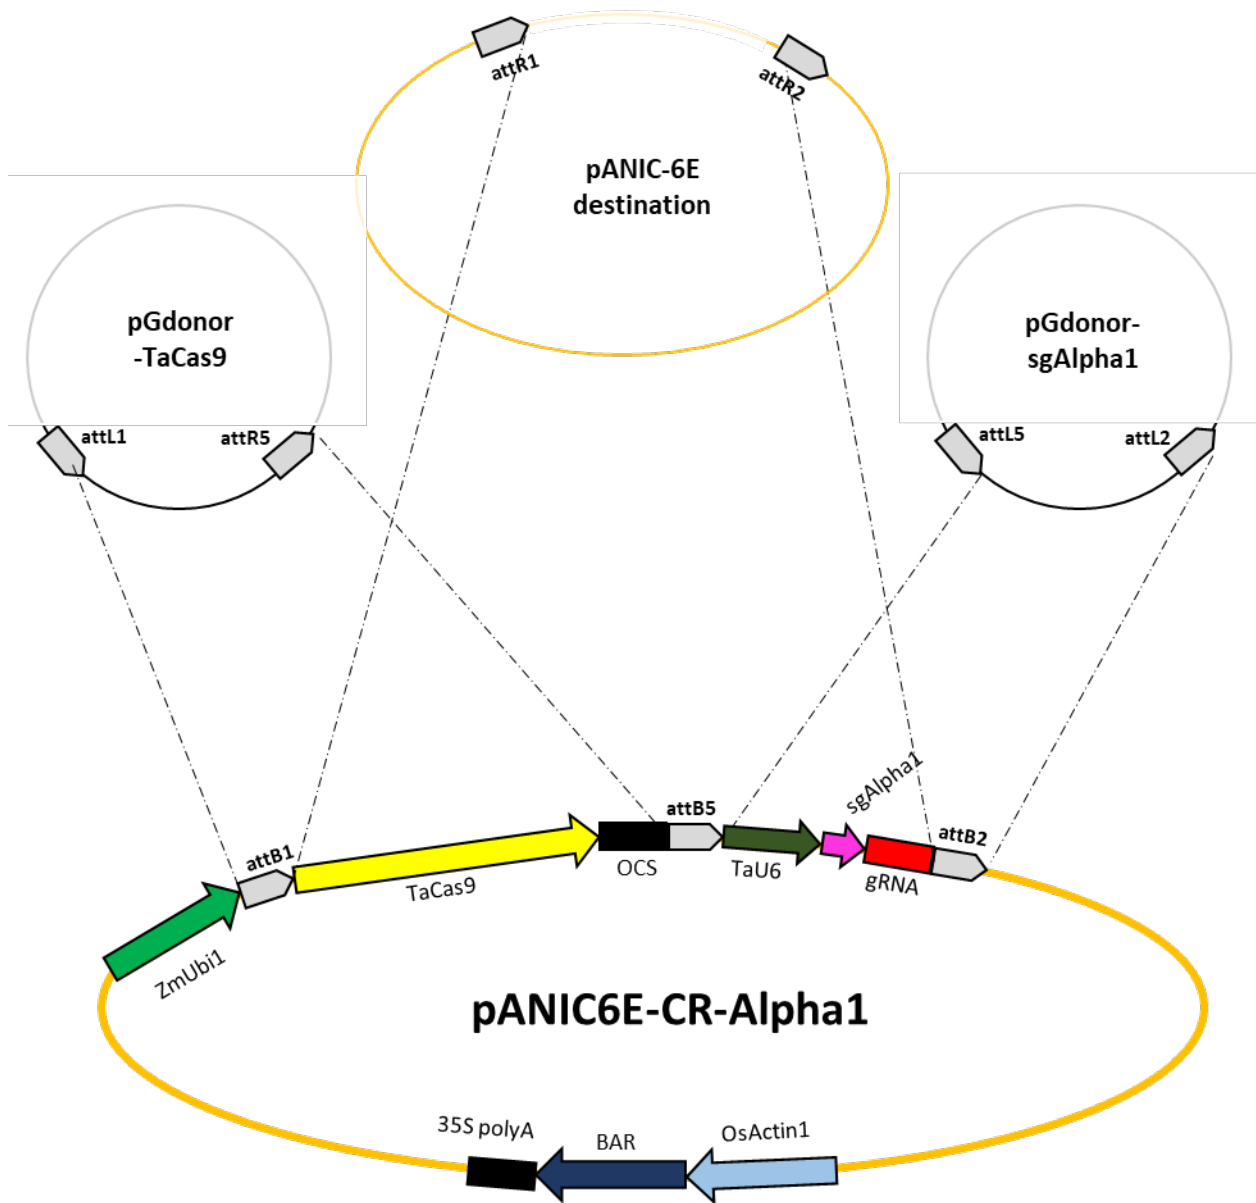 attR1
attR2
pANIC-6E
destination
pGdonor
-TaCas9
pGdonor-
sgAlpha1
attL1
attR5
attL5
attL2
sgAlpha1
attB5
attB2
attB1
TaCas9
OCS
TaU6
gRNA
ZmUbi1
pANIC6E-CR-Alpha1
35S polyA
BAR
OsActin1